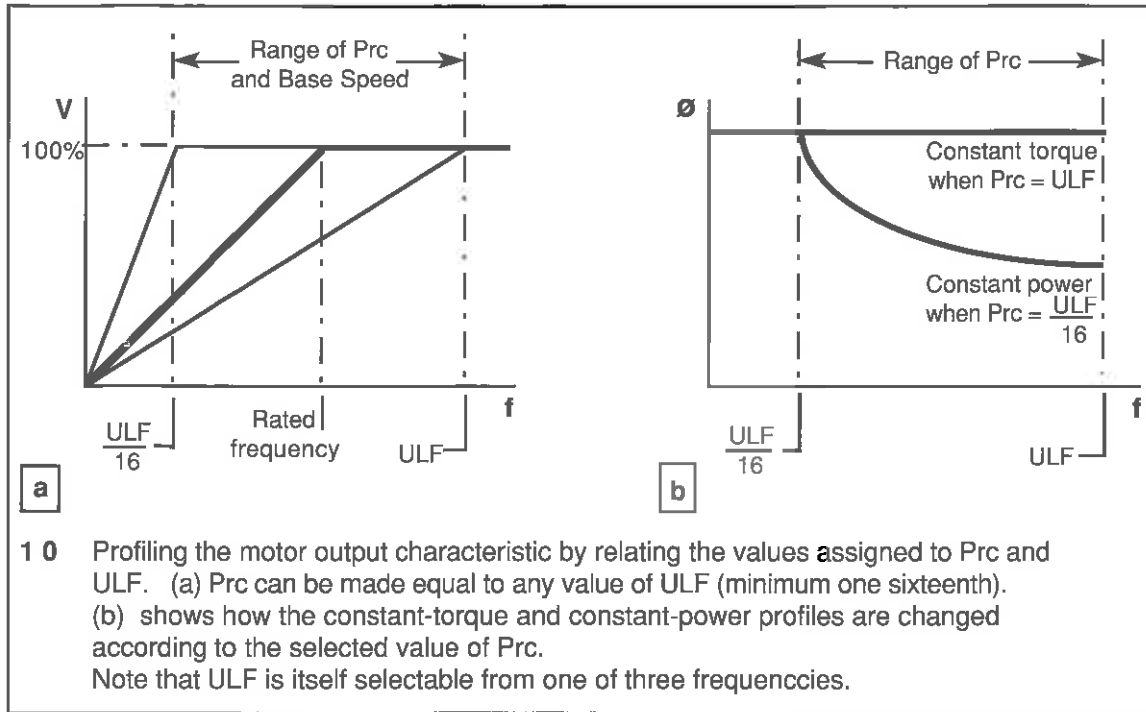 Range of Prc
and Base Speed
V
100%
ULF
16
Rated
frequency
ULF
f
a
Range of Prc
Ø
Constant torque
when Prc = ULF
Constant power
when Prc = ULF
16
ULF
16
ULF
f
b
1 0 Profiling the motor output characteristic by relating the values assigned to Prc and
ULF. (a) Prc can be made equal to any value of ULF (minimum one sixteenth).
(b) shows how the constant-torque and constant-power profiles are changed
according to the selected value of Prc.
Note that ULF is itself selectable from one of three frequenccies.